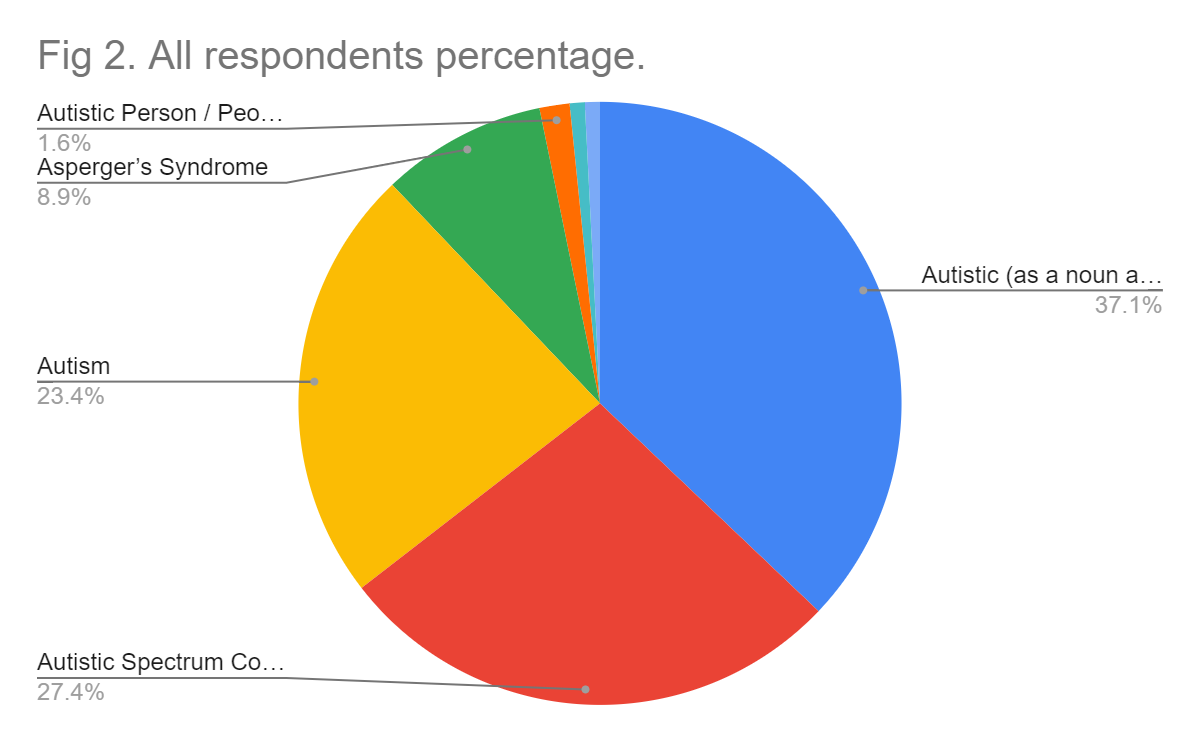 Fig 2. All respondents percentage.
Autistic Person / Peo…
1.6%
Asperger’s Syndrome
8.9%
Autistic (as a noun a…
37.1%
Autism
23.4%
Autistic Spectrum Co…
27.4%